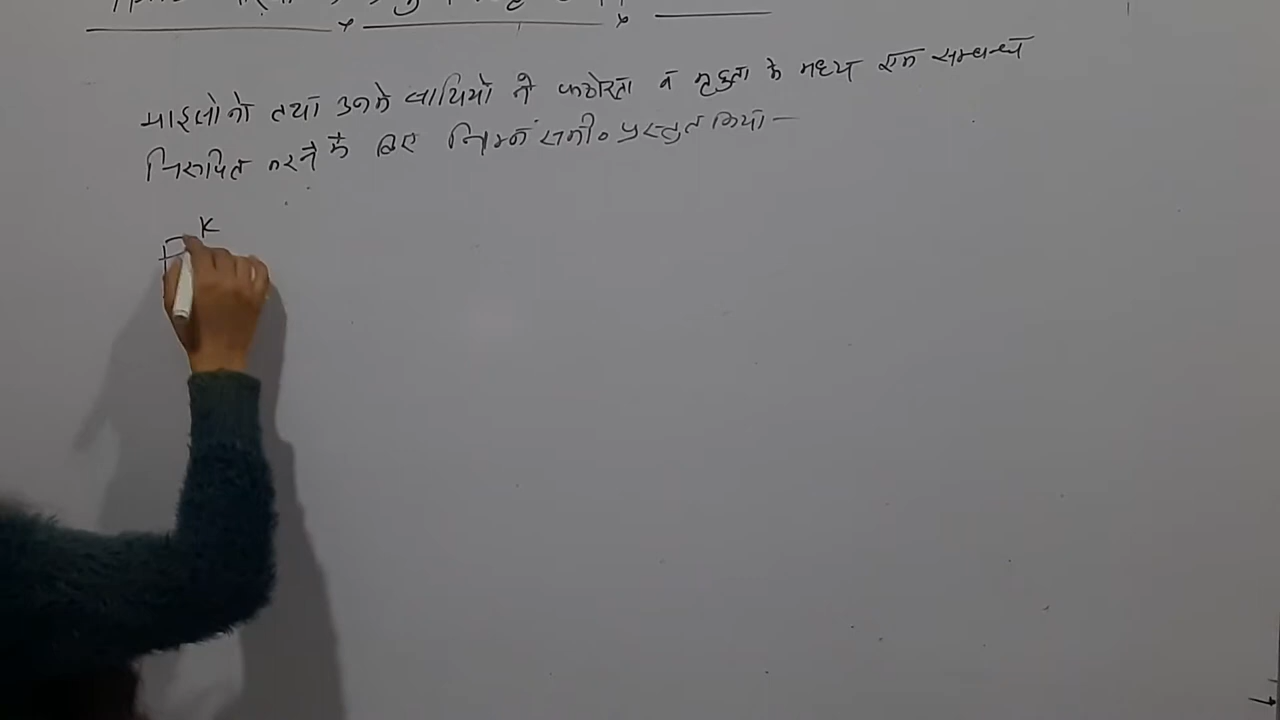 माइलोनो तथा उनके साथियों ने कठोरता व मृदुता के मध्य एक सम्बन्ध
निरूपित करने के लिए निम्न समी० प्रस्तुत किया —
K